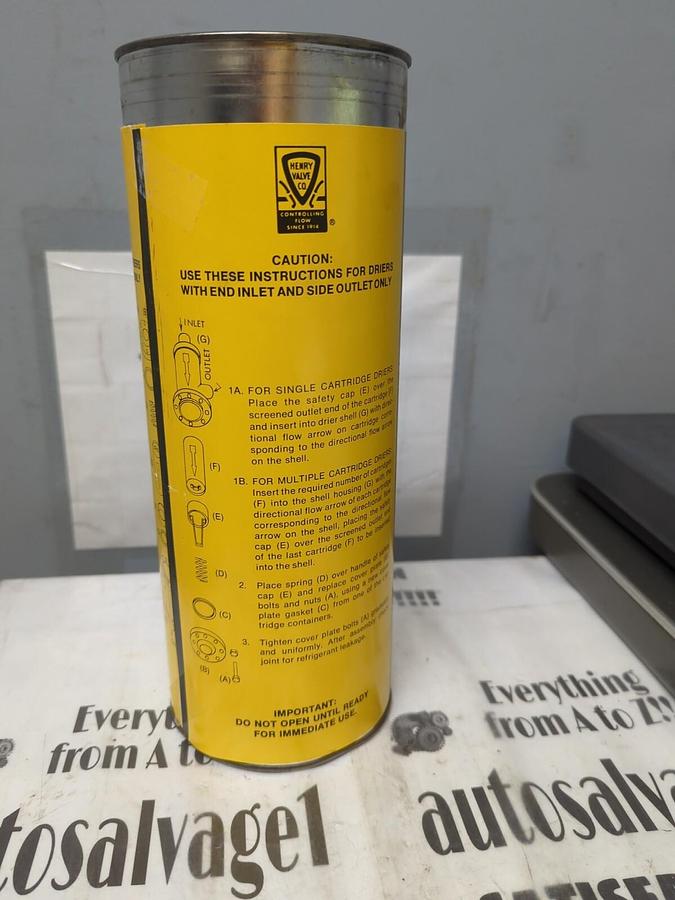 HENRY
VALVE
CO.
CONTROLLING
FLOW
SINCE 1914
®
CAUTION:
USE THESE INSTRUCTIONS FOR DRIERS
WITH END INLET AND SIDE OUTLET ONLY
INLET
(G)
OUTLET
(F)
(E)
(D)
(C)
(B)
(A)
1A. FOR SINGLE CARTRIDGE DRIERS
Place the safety cap (E) over the
screened outlet end of the cartridge
and insert into drier shell (G) with direc-
tional flow arrow on cartridge corre-
sponding to the directional flow arrow
on the shell.
1B. FOR MULTIPLE CARTRIDGE DRIERS
Insert the required number of cartridges
(F) into the shell housing (G) with the
directional flow arrow of each cartridge
corresponding to the directional flow
arrow on the shell, placing the safety
cap (E) over the screened outlet end
of the last cartridge (F) to be inserted
into the shell.
2. Place spring (D) over handle of
cap (E) and replace cover plate
bolts and nuts (A), using a new
plate gasket (C) from one of the
tridge containers.
3. Tighten cover plate bolts (A)
and uniformly. After assembly
joint for refrigerant leakage.
IMPORTANT:
DO NOT OPEN UNTIL READY
FOR IMMEDIATE USE.
!!!!
Everyt
from A to
Everything
from A to Z!!
tosalvage1
autosalva